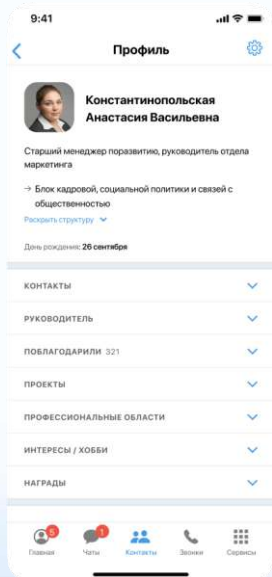 9:41
Профиль
Константинопольская
Анастасия Васильевна
Старший менеджер поразвитию, руководитель отдела
маркетинга
→ Блок кадровой, социальной политики и связей с
общественностью
Раскрыть структуру
День рождения: 26 сентября
КОНТАКТЫ
РУКОВОДИТЕЛЬ
ПОБЛАГОДАРИЛИ 321
ПРОЕКТЫ
ПРОФЕССИОНАЛЬНЫЕ ОБЛАСТИ
ИНТЕРЕСЫ / ХОББИ
НАГРАДЫ
5 1
Главная Чаты Контакты Звонки Сервисы